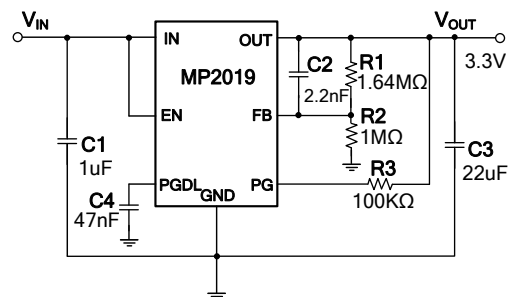 VIN
VOUT
IN
OUT
C2
2.2nF
R1
1.64MΩ
3.3V
MP2019
EN
FB
R2
1MΩ
C1
1uF
C3
22uF
PGDL
GND
PG
R3
100KΩ
C4
47nF